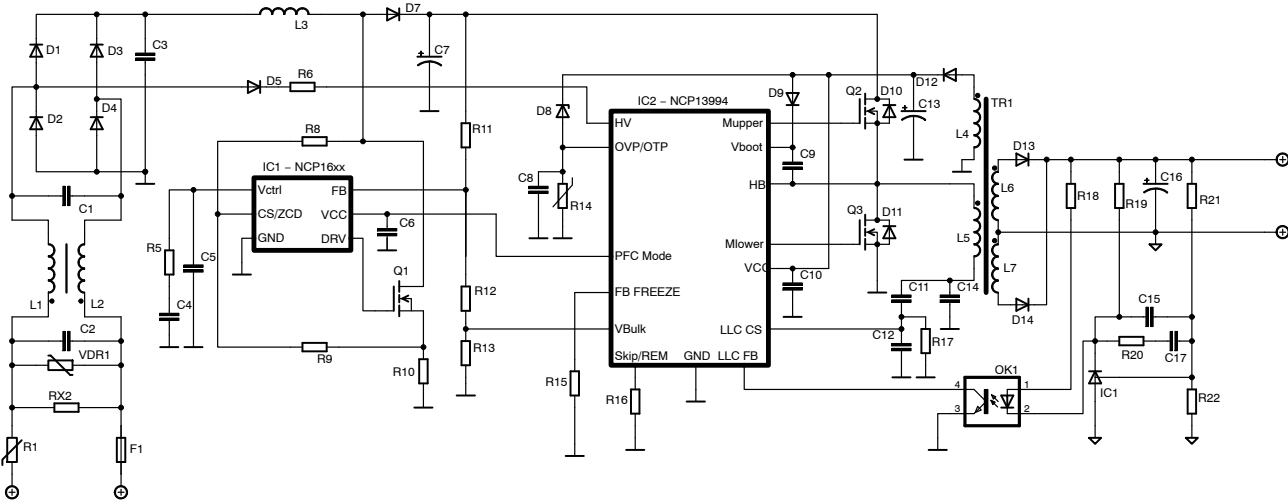 D7
L3
D1
D3
C3
C7
D5
R6
D2
D4
IC2 – NCP13994
D12
D9
Q2
D10
C13
TR1
L4
D8
HV
Mupper
R8
R11
OVP/OTP
Vboot
D13
IC1 – NCP16xx
C9
C1
Vctrl
FB
C8
R14
HB
L6
R18
R19
C16
R21
CS/ZCD
VCC
C6
Q3
D11
L5
R5
C5
GND
DRV
Mlower
PFC Mode
L7
VCC
C10
Q1
L1
L2
FB FREEZE
R12
C11
C14
D14
C4
C15
C2
VBulk
LLC CS
C12
R17
R20
C17
VDR1
R9
R13
R10
Skip/REM
GND
LLC FB
OK1
R15
4
1
IC1
RX2
R16
3
2
R22
R1
F1